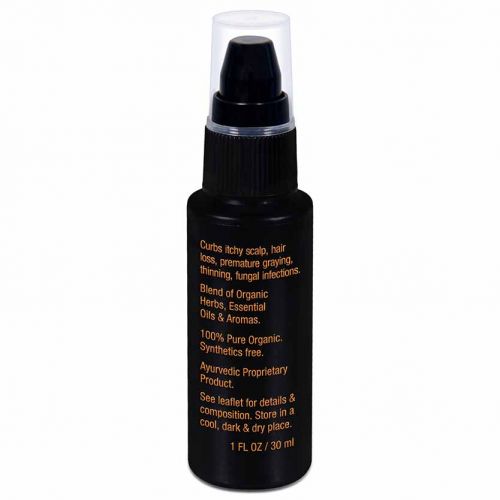 Curbs itchy scalp, hair
loss, premature graying,
thinning, fungal infections.
Blend of Organic
Herbs, Essential
Oils & Aromas.
100% Pure Organic.
Synthetics free.
Ayurvedic Proprietary
Product.
See leaflet for details &
composition. Store in a
cool, dark & dry place.
1 FL OZ / 30 ml